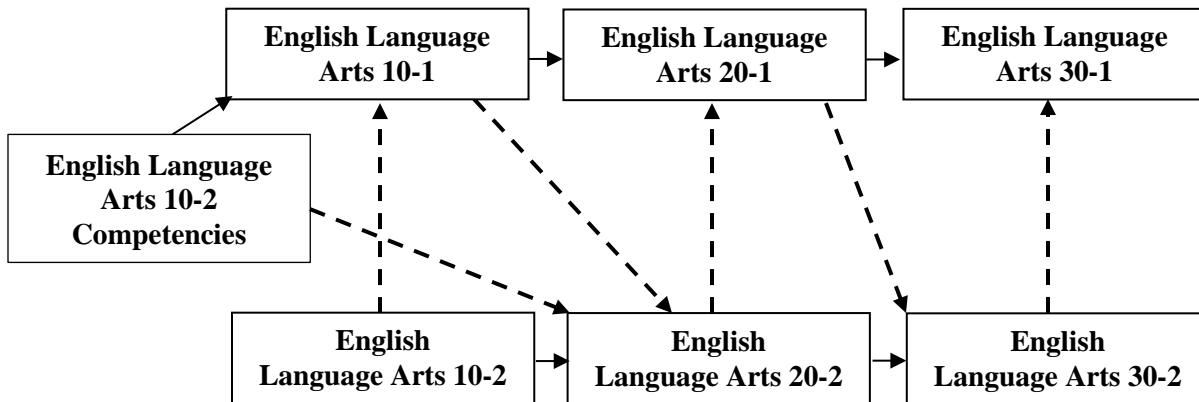 English Language
Arts 10-1
English Language
Arts 20-1
English Language
Arts 30-1
English Language
Arts 10-2
Competencies
English
Language Arts 10-2
English
Language Arts 20-2
English
Language Arts 30-2